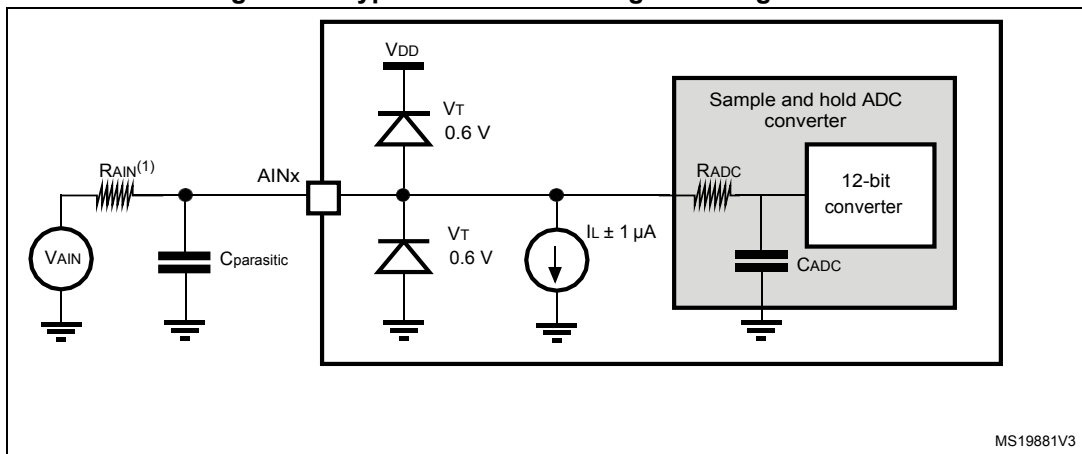 VDD
Sample and hold ADC
converter
VT
0.6 V
RAIN(1)
AINx
RADC
12-bit
converter
VT
0.6 V
IL ± 1 µA
VAIN
Cparasitic
CADC
MS19881V3